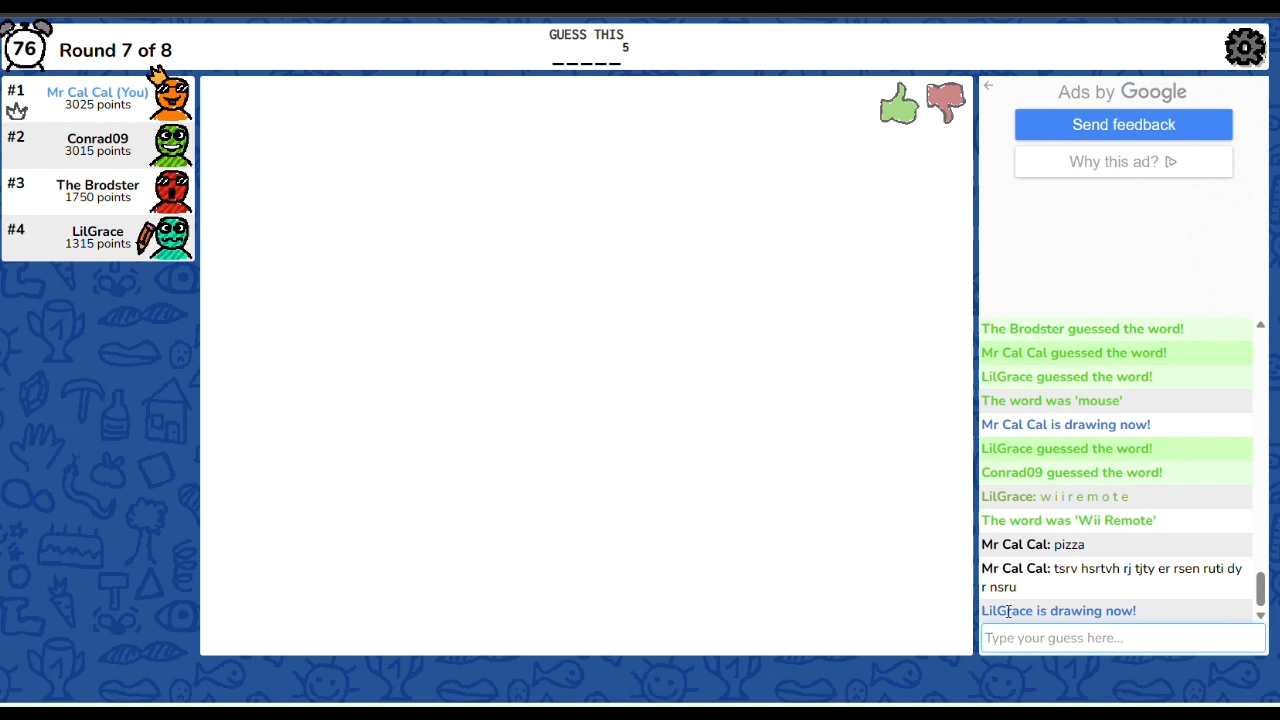 76
Round 7 of 8
GUESS THIS
5
_____
#1
Mr Cal Cal (You)
3025 points
#2
Conrad09
3015 points
#3
The Brodster
1750 points
#4
LilGrace
1315 points
Ads by Google
Send feedback
Why this ad?
The Brodster guessed the word!
Mr Cal Cal guessed the word!
LilGrace guessed the word!
The word was 'mouse'
Mr Cal Cal is drawing now!
LilGrace guessed the word!
Conrad09 guessed the word!
LilGrace: w i i r e m o t e
The word was 'Wii Remote'
Mr Cal Cal: pizza
Mr Cal Cal: tsrv hsrtvh rj tjty er rsen ruti dy
r nsru
LilGrace is drawing now!
Type your guess here...